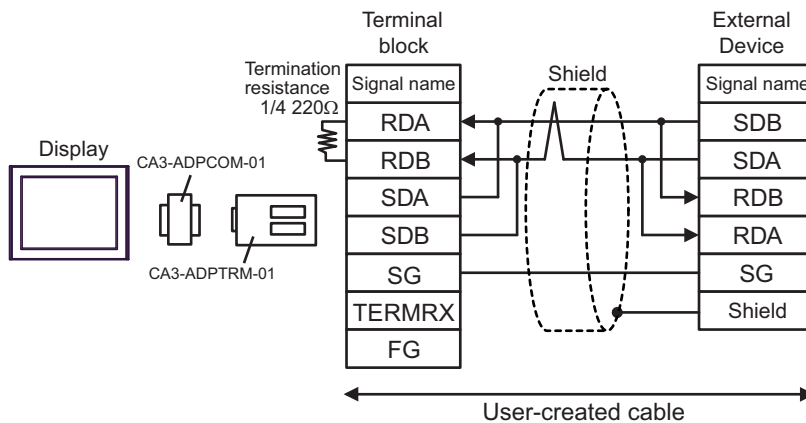 Terminal
block
External
Device
Termination
resistance
1/4 220Ω
Signal name
Shield
Signal name
Display
CA3-ADPCOM-01
CA3-ADPTRM-01
RDA
SDB
RDB
SDA
SDA
RDB
SDB
RDA
SG
SG
TERMRX
Shield
FG
User-created cable